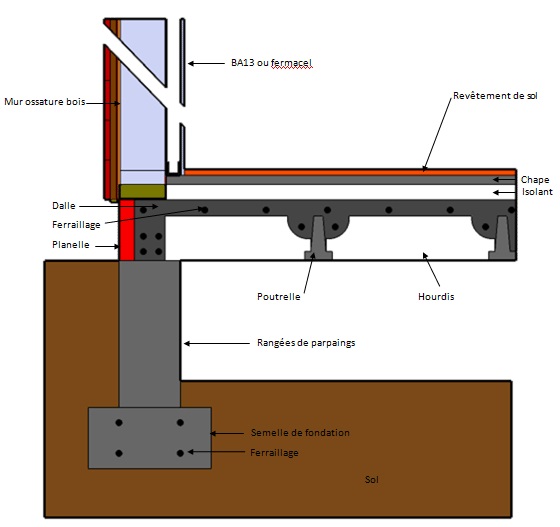 BA13 ou fermacel
Mur ossature bois
Revêtement de sol
Chape
Isolant
Dalle
Ferraillage
Planelle
Poutrelle
Hourdis
Rangées de parpaings
Semelle de fondation
Ferraillage
Sol